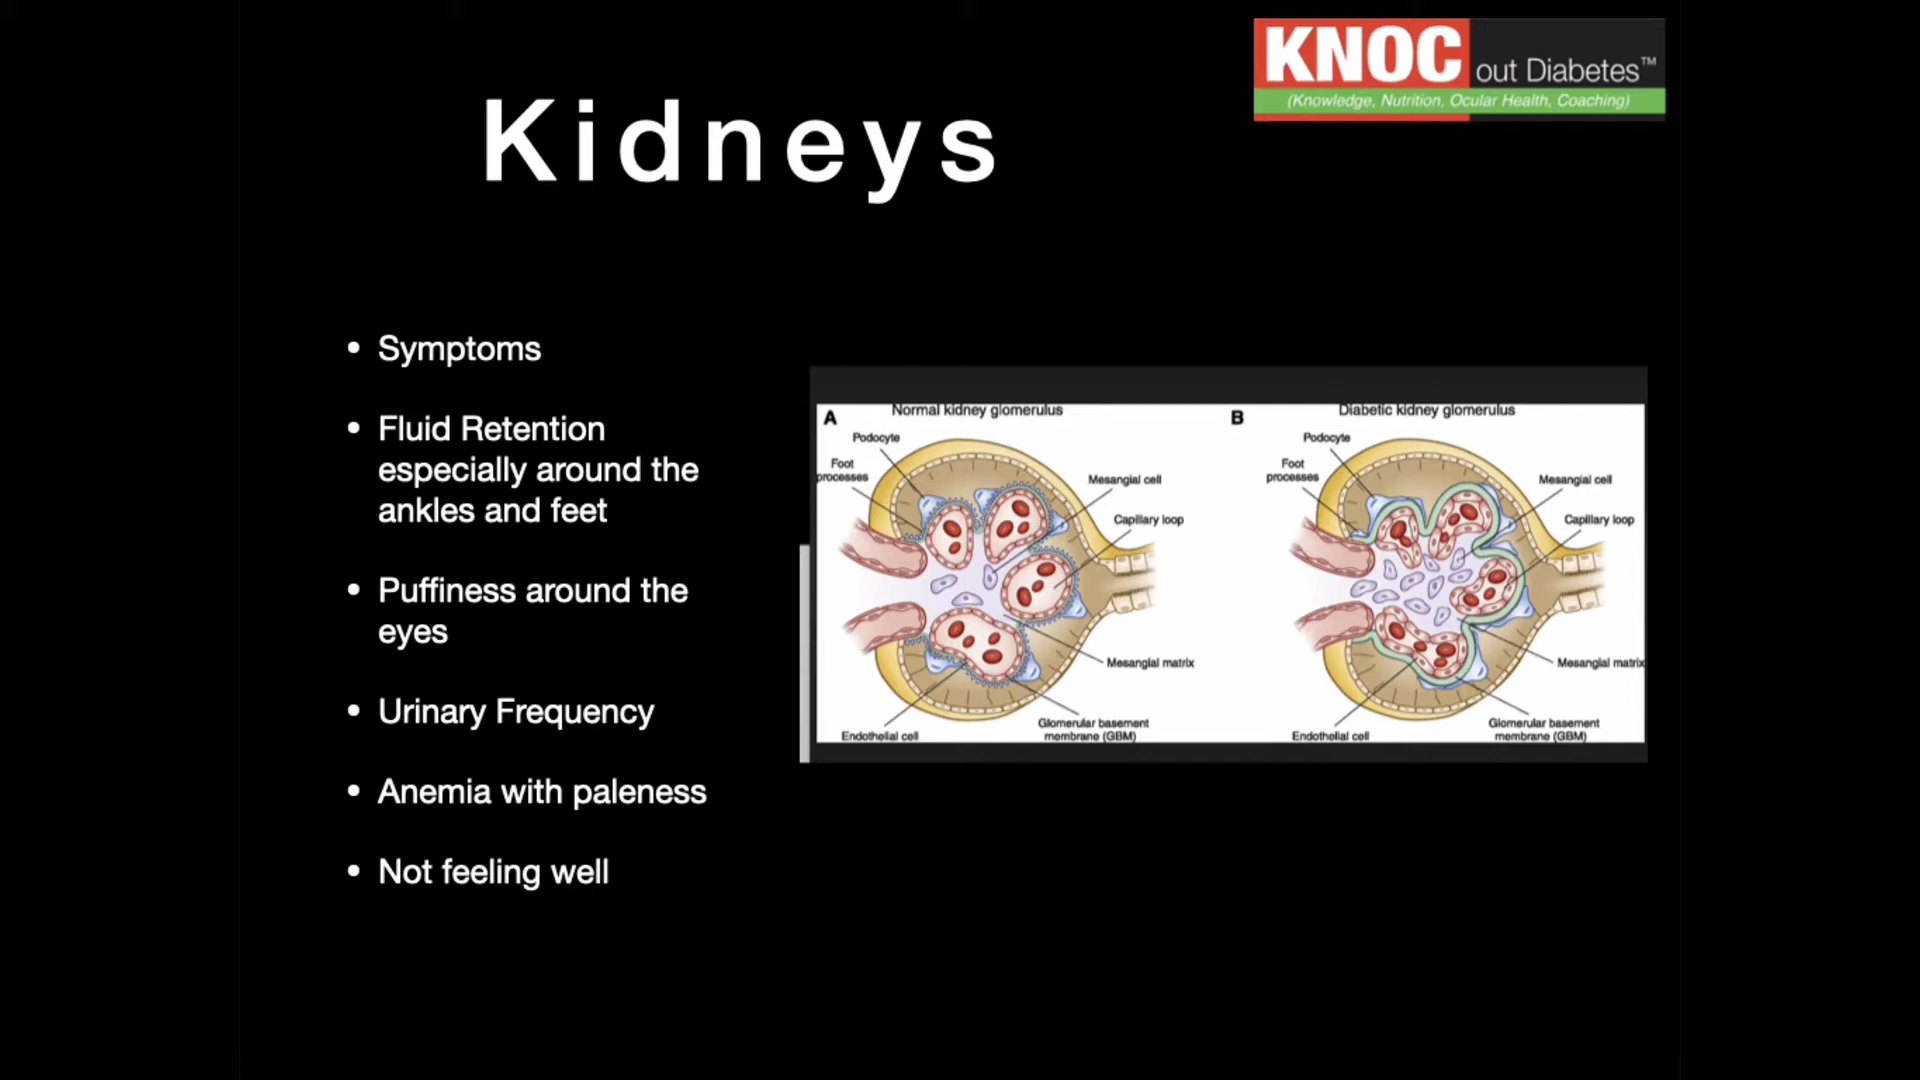 KNOC out Diabetes™
(Knowledge, Nutrition, Ocular Health, Coaching)
Kidneys
• Symptoms
• Fluid Retention
especially around the
ankles and feet
• Puffiness around the
eyes
• Urinary Frequency
• Anemia with paleness
• Not feeling well
A
Normal kidney glomerulus
Podocyte
Foot
processes
Mesangial cell
Capillary loop
Mesangial matrix
Glomerular basement
membrane (GBM)
Endothelial cell
B
Diabetic kidney glomerulus
Podocyte
Foot
processes
Mesangial cell
Capillary loop
Mesangial matrix
Glomerular basement
membrane (GBM)
Endothelial cell